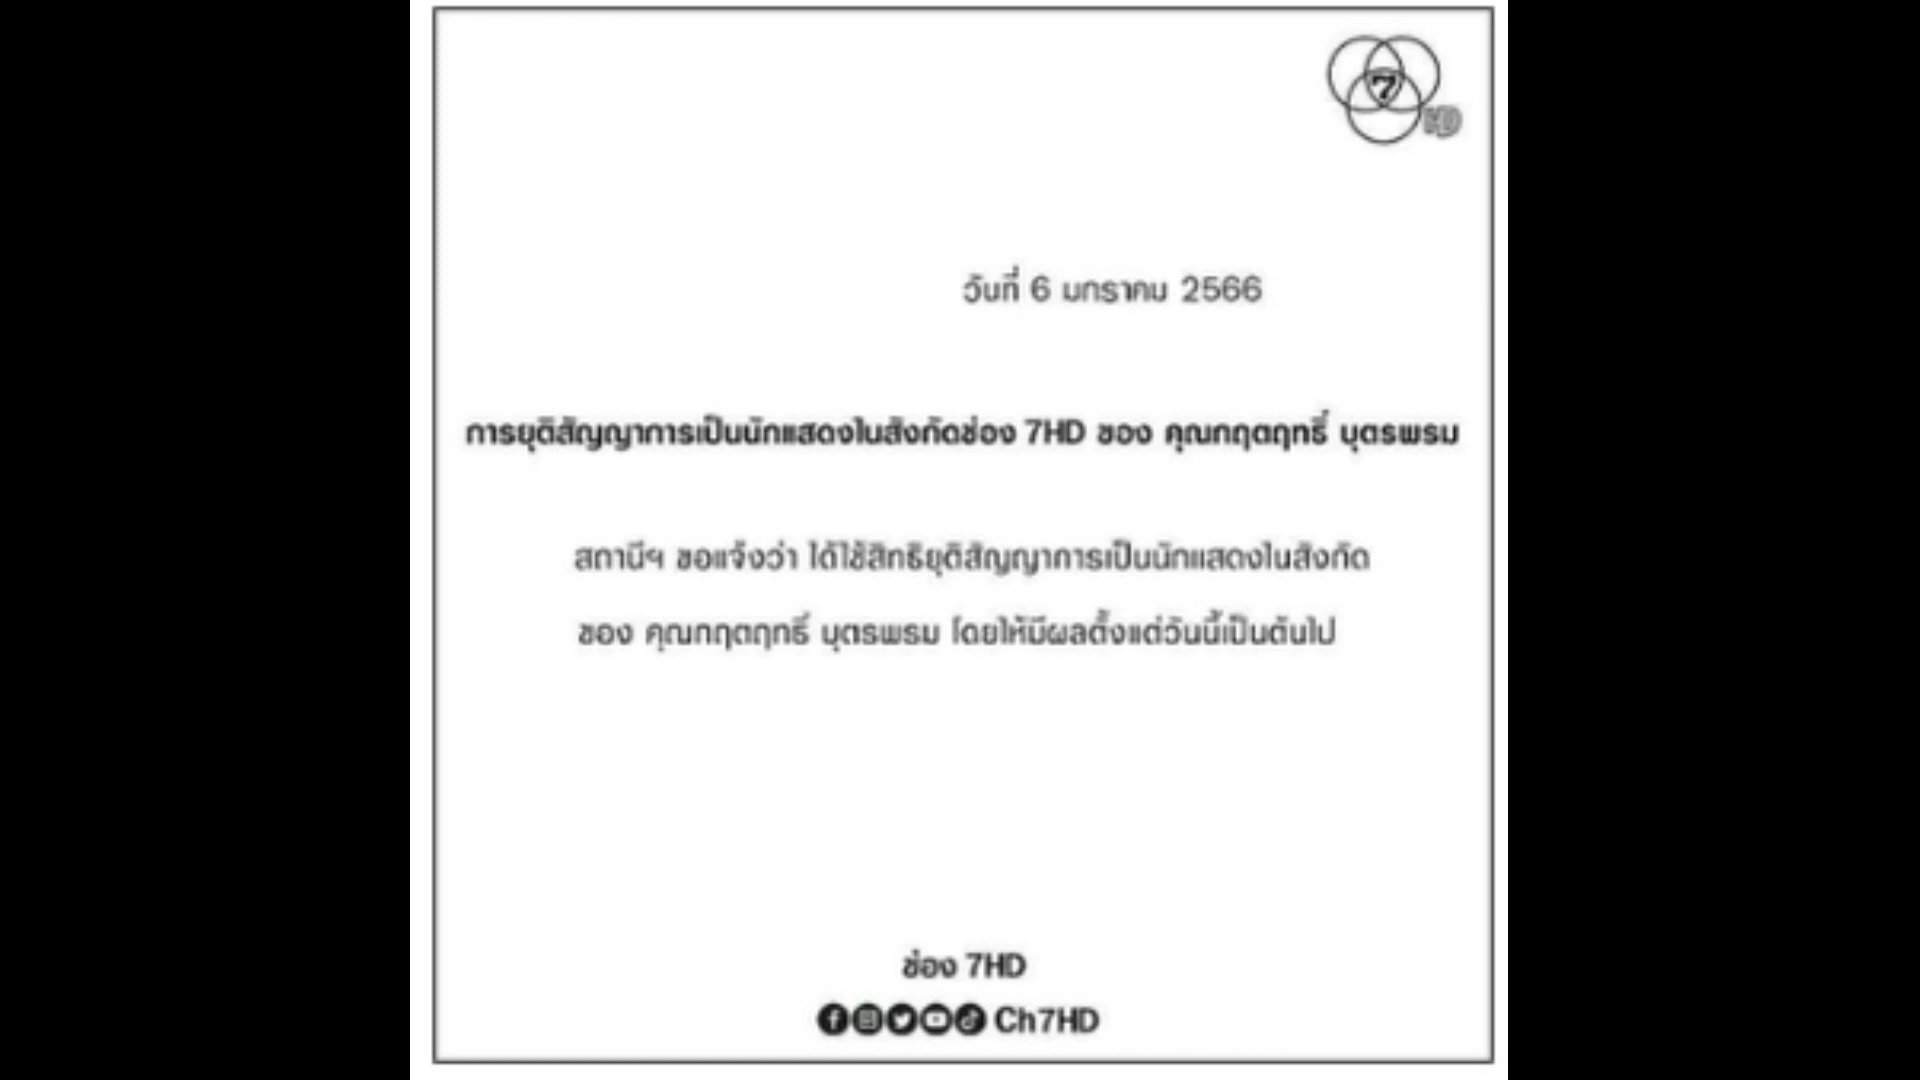 7HD
วันที่ 6 มกราคม 2566
การยุติสัญญาการเป็นนักแสดงในสังกัดช่อง 7HD ของ คุณกฤตฤทธิ์ บุตรพรม
สถานีฯ ขอแจ้งว่า ได้ใช้สิทธิยุติสัญญาการเป็นนักแสดงในสังกัด
ของ คุณกฤตฤทธิ์ บุตรพรม โดยให้มีผลตั้งแต่วันนี้เป็นต้นไป
ช่อง 7HD
Ch7HD